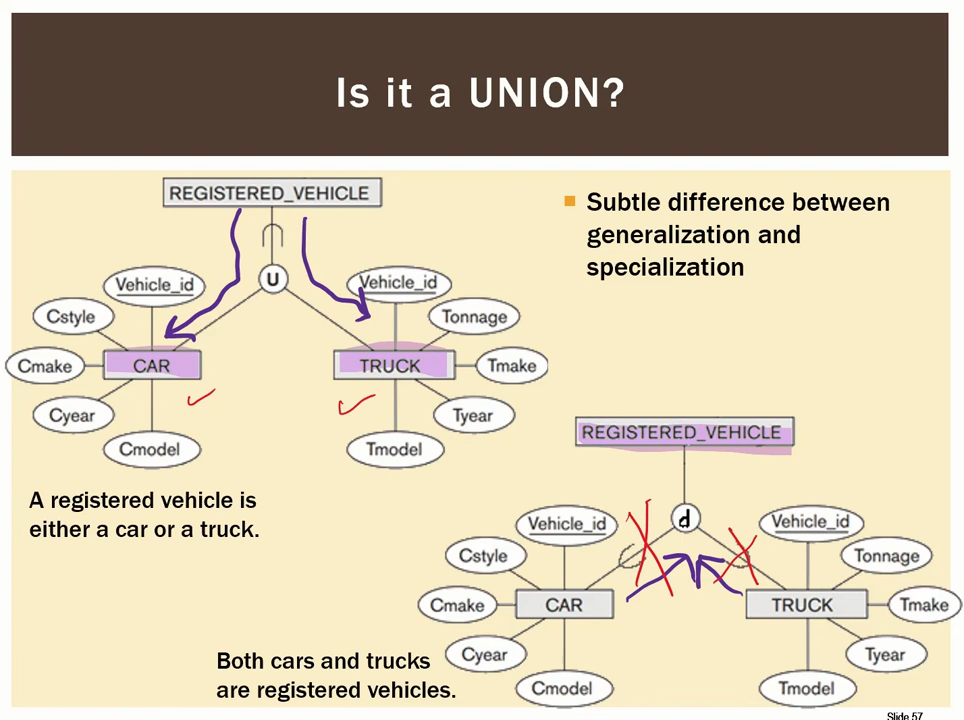 Is it a UNION?
REGISTERED_VEHICLE
U
Vehicle_id
Cstyle
Cmake
CAR
Cyear
Cmodel
Vehicle_id
Tonnage
TRUCK
Tmake
Tyear
Tmodel
A registered vehicle is
either a car or a truck.
Subtle difference between
generalization and
specialization
REGISTERED_VEHICLE
d
Vehicle_id
Cstyle
Cmake
CAR
Cyear
Cmodel
Vehicle_id
Tonnage
TRUCK
Tmake
Tyear
Tmodel
Both cars and trucks
are registered vehicles.
Slide 57